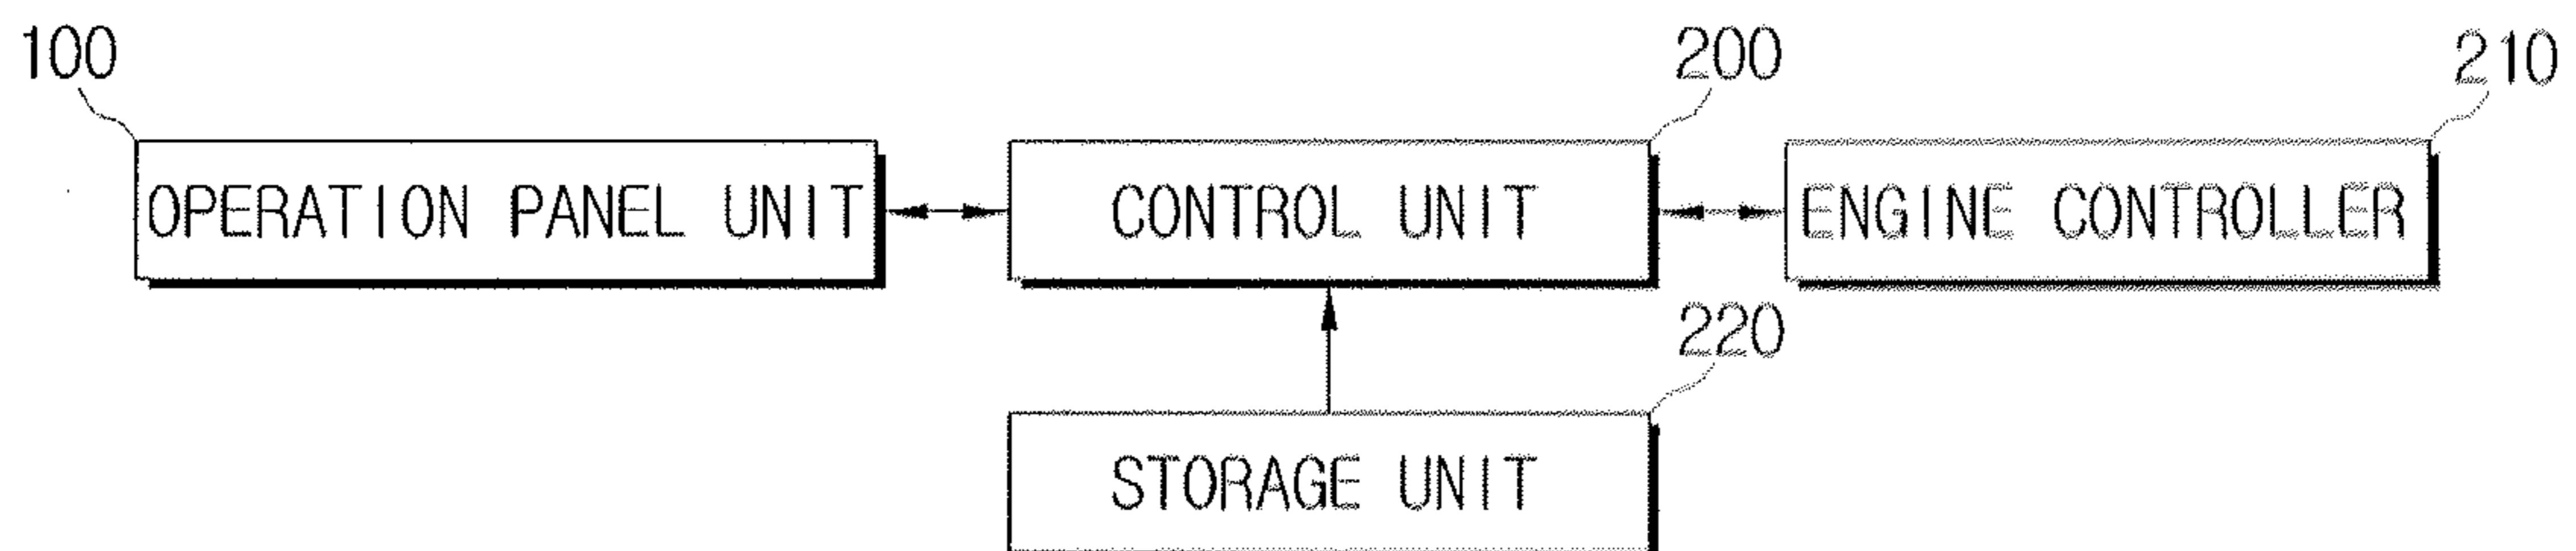 100
200
210
OPERATION PANEL UNIT
CONTROL UNIT
ENGINE CONTROLLER
220
STORAGE UNIT